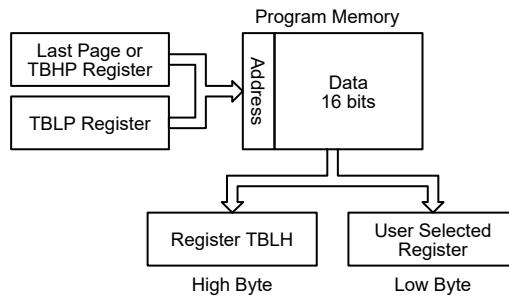 Program Memory
Last Page or
TBHP Register
TBLP Register
Address
Data
16 bits
Register TBLH
User Selected
Register
High Byte
Low Byte